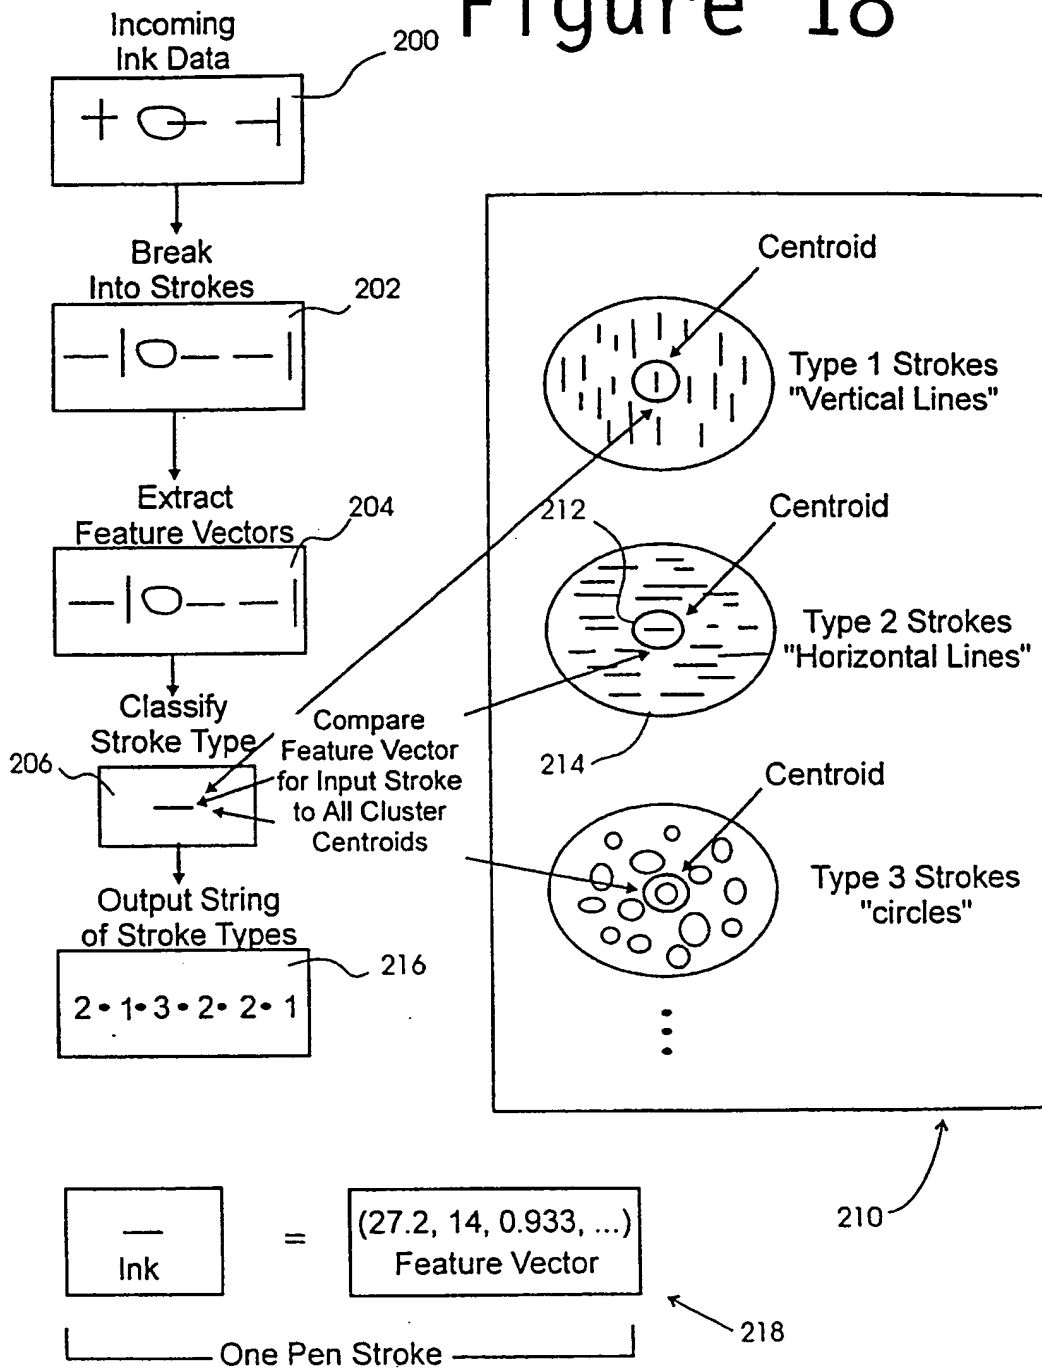 Figure 18
Incoming
Ink Data
200
Break
Into Strokes
202
Extract
Feature Vectors
204
Classify
Stroke Type
206
Compare
Feature Vector
for Input Stroke
to All Cluster
Centroids
Output String
of Stroke Types
216
2 • 1 • 3 • 2 • 2 • 1
Centroid
Type 1 Strokes
"Vertical Lines"
212
Centroid
Type 2 Strokes
"Horizontal Lines"
214
Centroid
Type 3 Strokes
"circles"
210
Ink
=
(27.2, 14, 0.933, ...)
Feature Vector
218
One Pen Stroke